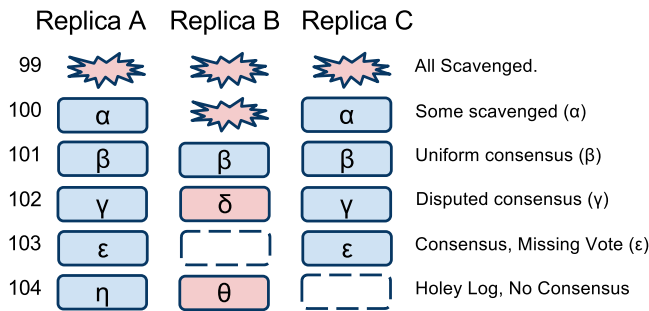 Replica A Replica B Replica C
99 All Scavenged.
100 α α Some scavenged (α)
101 β β β Uniform consensus (β)
102 γ δ γ Disputed consensus (γ)
103 ε ε Consensus, Missing Vote (ε)
104 η θ Holey Log, No Consensus